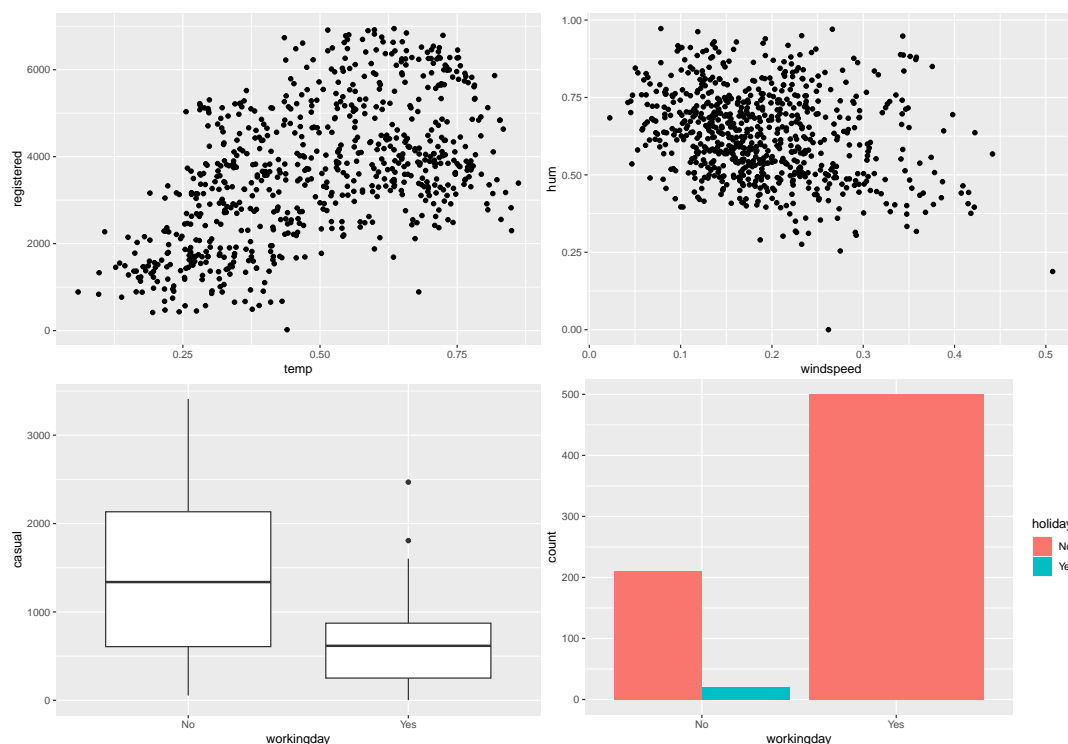 6000
4000
2000
0
registered
0.25
0.50
0.75
temp
1.00
0.75
0.50
0.25
0.00
hum
0.0
0.1
0.2
0.3
0.4
0.5
windspeed
3000
2000
1000
0
casual
No
Yes
workingday
500
400
300
200
100
0
count
No
Yes
workingday
holiday
No
Ye